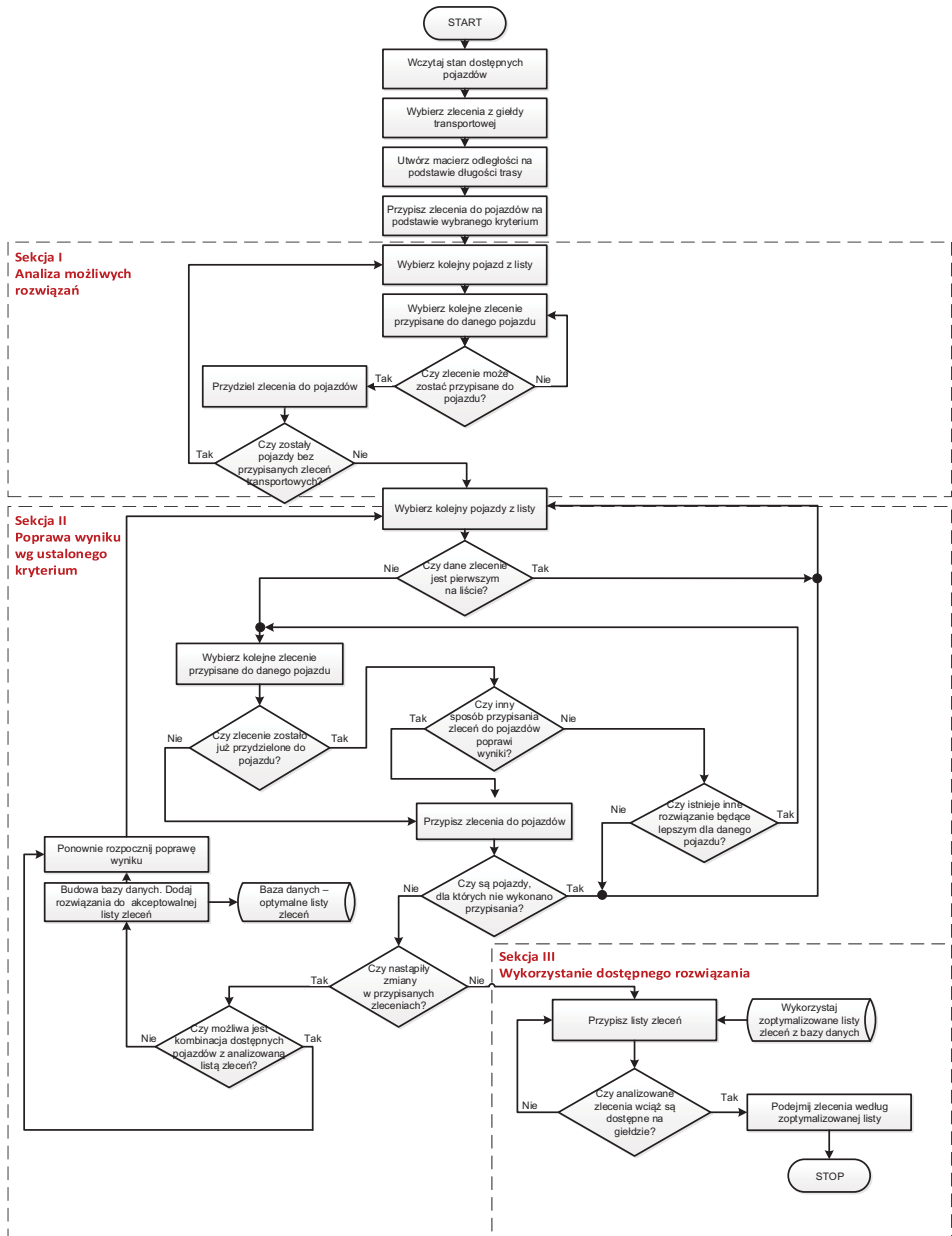 START
Wczytaj stan dostępnych
pojazdów
Wybierz zlecenia z giełdy
transportowej
Utwórz macierz odległości na
podstawie długości trasy
Przypisz zlecenia do pojazdów na
podstawie wybranego kryterium
Sekcja I
Analiza możliwych
rozwiązań
Wybierz kolejny pojazd z listy
Wybierz kolejne zlecenie
przypisane do danego pojazdu
Czy zlecenie może
zostać przypisane do
pojazdu?
Tak
Nie
Przydziel zlecenia do pojazdów
Czy zostały
pojazdy bez
przypisanych zleceń
transportowych?
Tak
Nie
Sekcja II
Poprawa wyniku
wg ustalonego
kryterium
Wybierz kolejny pojazdy z listy
Czy dane zlecenie
jest pierwszym
na liście?
Nie
Tak
Wybierz kolejne zlecenie
przypisane do danego pojazdu
Czy zlecenie zostało
już przydzielone do
pojazdu?
Nie
Tak
Czy inny
sposób przypisania
zleceń do pojazdów
poprawi
wyniki?
Tak
Nie
Czy istnieje inne
rozwiązanie będące
lepszym dla danego
pojazdu?
Nie
Tak
Przypisz zlecenia do pojazdów
Ponownie rozpocznij poprawę
wyniku
Budowa bazy danych. Dodaj
rozwiązania do akceptowalnej
listy zleceń
Baza danych –
optymalne listy
zleceń
Czy są pojazdy,
dla których nie wykonano
przypisania?
Nie
Tak
Czy nastąpiły
zmiany
w przypisanych
zleceniach?
Tak
Nie
Czy możliwa jest
kombinacja dostępnych
pojazdów z analizowaną
listą zleceń?
Nie
Tak
Sekcja III
Wykorzystanie dostępnego rozwiązania
Przypisz listy zleceń
Wykorzystaj
zoptymalizowane listy
zleceń z bazy danych
Czy analizowane
zlecenia wciąż są
dostępne na
giełdzie?
Nie
Tak
Podejmij zlecenia według
zoptymalizowanej listy
STOP